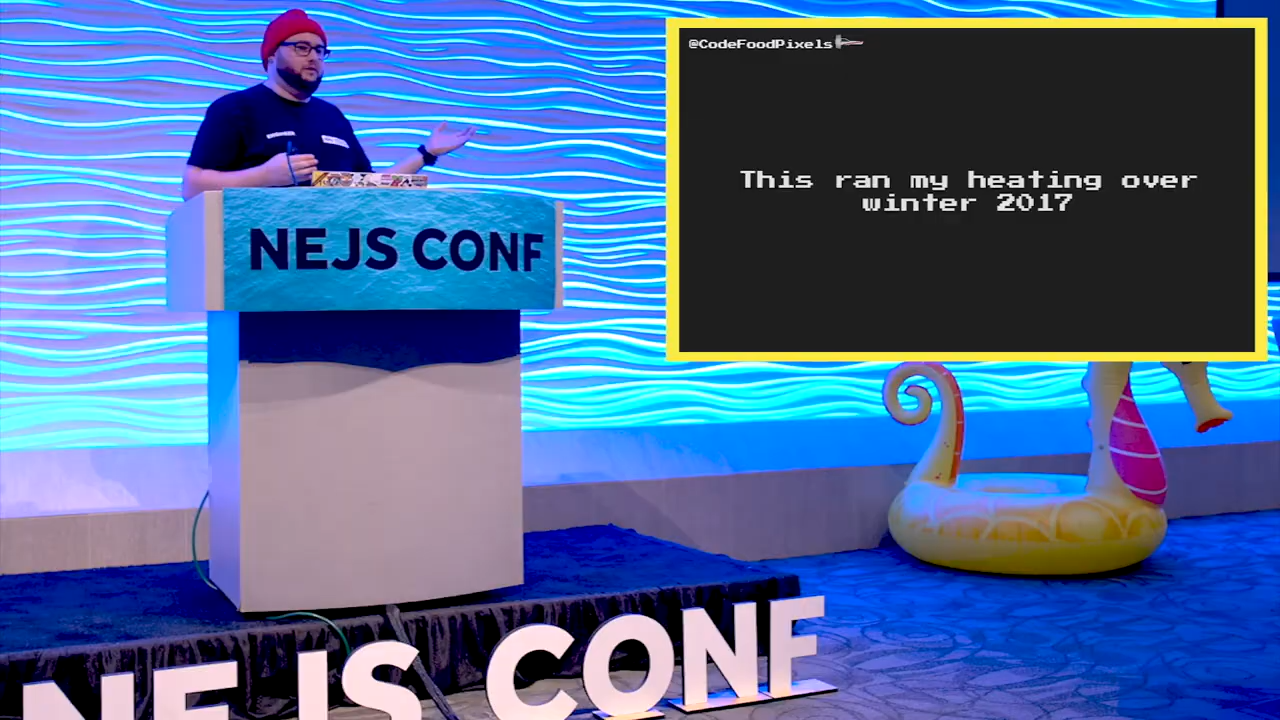 @CodeFoodPixels
This ran my heating over
winter 2017
NEJS CONF
NEJS CONF